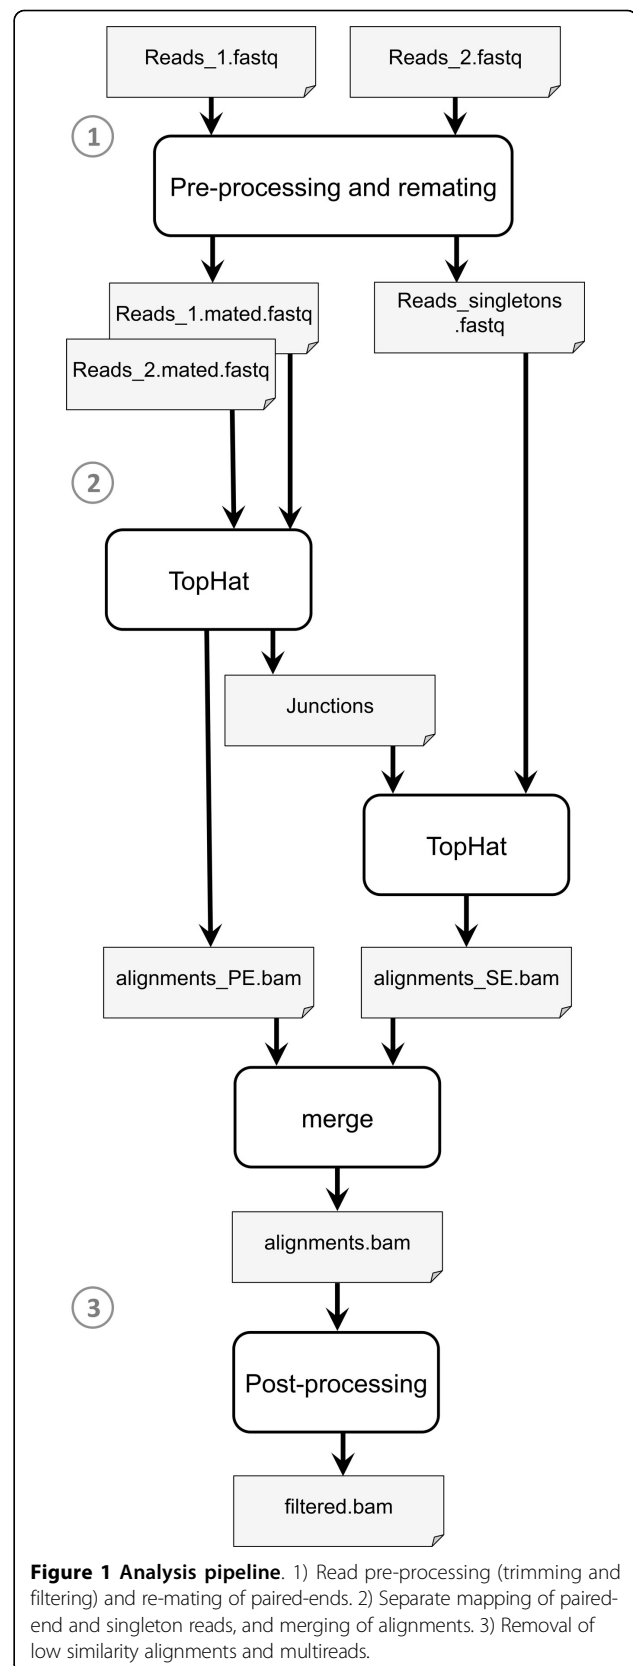 Reads_1.fastq
Reads_2.fastq
1
Pre-processing and remating
Reads_1.mated.fastq
Reads_singletons
.fastq
Reads_2.mated.fastq
2
TopHat
Junctions
TopHat
alignments_PE.bam
alignments_SE.bam
merge
alignments.bam
3
Post-processing
filtered.bam
Figure 1 Analysis pipeline. 1) Read pre-processing (trimming and
filtering) and re-mating of paired-ends. 2) Separate mapping of paired-
end and singleton reads, and merging of alignments. 3) Removal of
low similarity alignments and multireads.